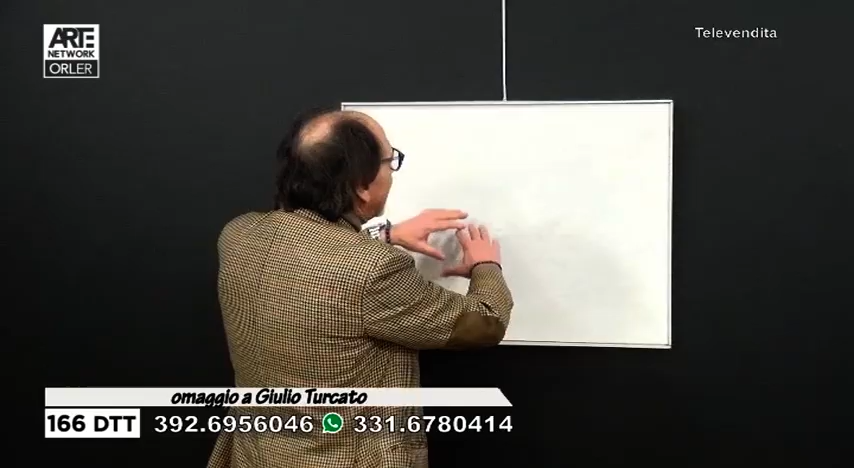 ARTE
NETWORK
ORLER
Televendita
omaggio a Giulio Turcato
166 DTT 392.6956046 331.6780414